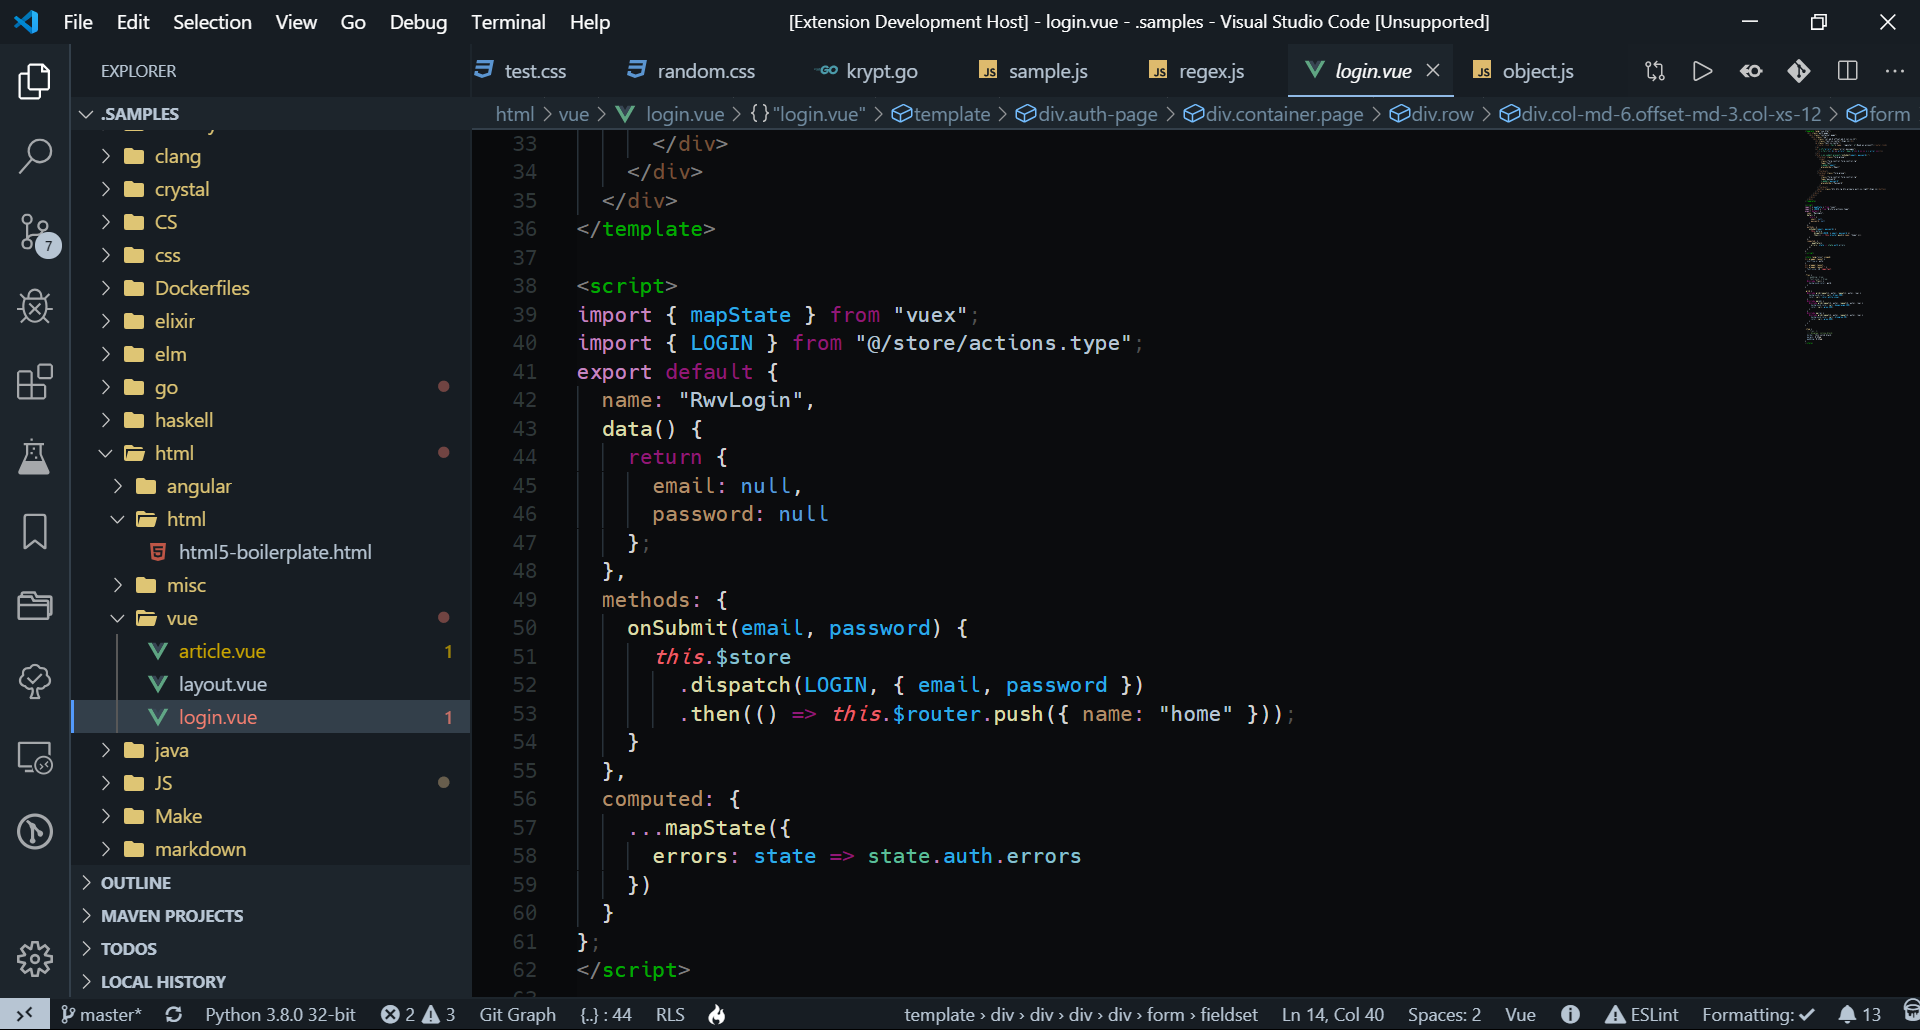 File Edit Selection View Go Debug Terminal Help
[Extension Development Host] - login.vue - .samples - Visual Studio Code [Unsupported]
EXPLORER
test.css
random.css
GO krypt.go
JS sample.js
JS regex.js
login.vue
JS object.js
.SAMPLES
html > vue > login.vue > {} "login.vue" > template > div.auth-page > div.container.page > div.row > div.col-md-6.offset-md-3.col-xs-12 > form
clang
crystal
CS
css
Dockerfiles
elixir
elm
go
haskell
html
angular
html
html5-boilerplate.html
misc
vue
article.vue 1
layout.vue
login.vue 1
java
JS
Make
markdown
OUTLINE
MAVEN PROJECTS
TODOS
LOCAL HISTORY
7
33 </div>
34 </div>
35 </div>
36 </template>
37
38 <script>
39 import { mapState } from "vuex";
40 import { LOGIN } from "@/store/actions.type";
41 export default {
42 name: "RwvLogin",
43 data() {
44 return {
45 email: null,
46 password: null
47 };
48 },
49 methods: {
50 onSubmit(email, password) {
51 this.$store
52 .dispatch(LOGIN, { email, password })
53 .then(() => this.$router.push({ name: "home" }));
54 }
55 },
56 computed: {
57 ...mapState({
58 errors: state => state.auth.errors
59 })
60 }
61 };
62 </script>
master* Python 3.8.0 32-bit 2 3 Git Graph {..} : 44 RLS template › div › div › div › div › form › fieldset Ln 14, Col 40 Spaces: 2 Vue ESLint Formatting: ✓ 13